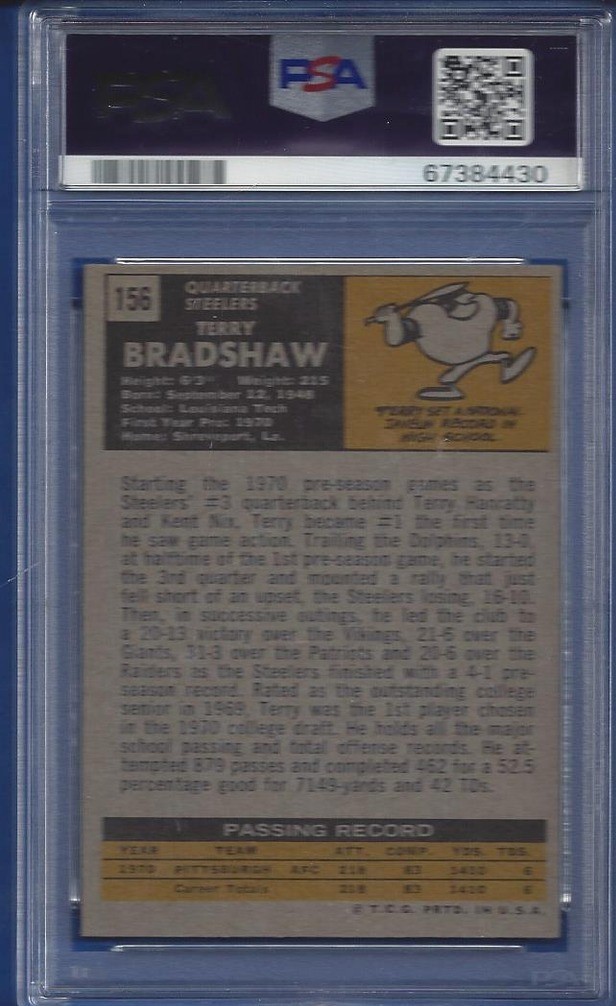 PSA
PSA
67384430
156
QUARTERBACK
STEELERS
TERRY
BRADSHAW
Height: 6'3" Weight: 215
Born: September 12, 1948
School: Louisiana Tech
First Year Pro: 1970
Home: Shreveport, La.
TERRY SET A NATIONAL
JAVELIN RECORD IN
HIGH SCHOOL.
Starting the 1970 pre-season games as the
Steelers' #3 quarterback behind Terry Hanratty
and Kent Nix, Terry became #1 the first time
he saw game action. Trailing the Dolphins, 13-0,
at halftime of the 1st pre-season game, he started
the 3rd quarter and mounted a rally that just
fell short of an upset, the Steelers losing, 16-10.
Then, in successive outings, he led the club to
a 20-13 victory over the Vikings, 21-6 over the
Giants, 31-3 over the Patriots and 20-6 over the
Raiders as the Steelers finished with a 4-1 pre-
season record. Rated as the outstanding college
senior in 1969, Terry was the 1st player chosen
in the 1970 college draft. He holds all the major
school passing and total offense records. He at-
tempted 879 passes and completed 462 for a 52.5
percentage good for 7149-yards and 42 TDs.
PASSING RECORD
YEAR TEAM ATT. COMP. YDS. TDS.
1970 PITTSBURGH AFC 218 83 1410 6
Career Totals 218 83 1410 6
© T.C.G. PRTD. IN U.S.A.